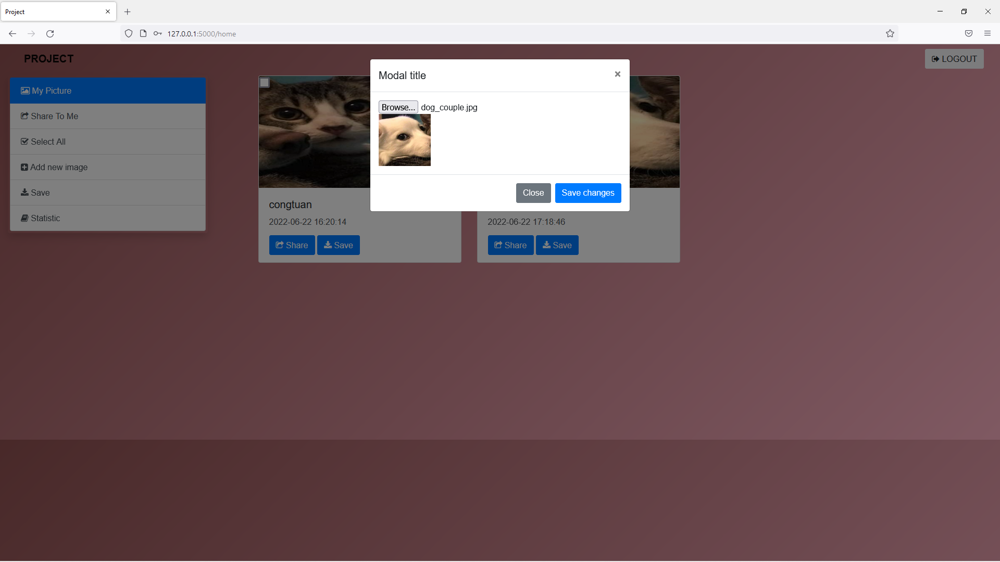 Project
127.0.0.1:5000/home
PROJECT
LOGOUT
My Picture
Share To Me
Select All
Add new image
Save
Statistic
Modal title
×
Browse... dog_couple.jpg
Close Save changes
congtuan
2022-06-22 16:20:14
Share Save
2022-06-22 17:18:46
Share Save